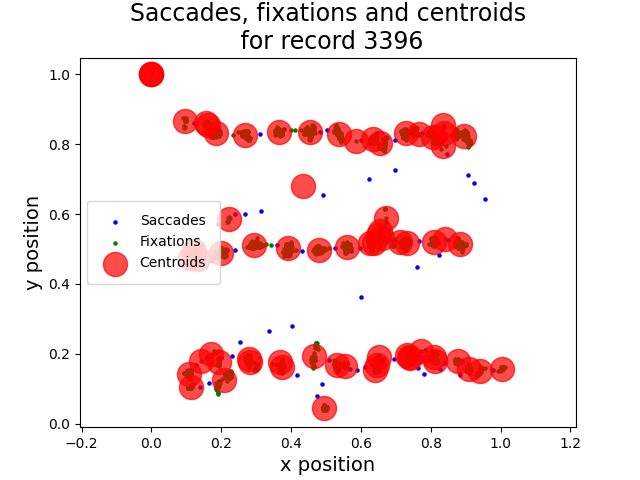 Saccades, fixations and centroids
for record 3396
1.0
0.8
0.6
0.4
0.2
0.0
y position
Saccades
Fixations
Centroids
−0.2
0.0
0.2
0.4
0.6
0.8
1.0
1.2
x position